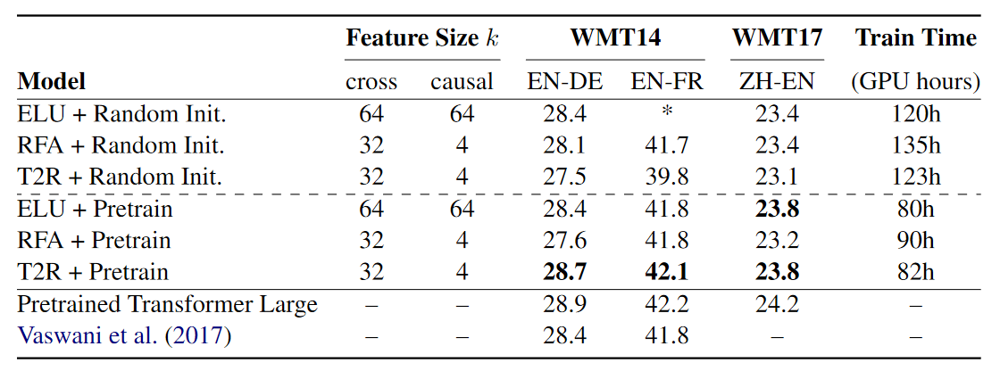 Feature Size k WMT14 WMT17 Train Time
Model cross causal EN-DE EN-FR ZH-EN (GPU hours)
ELU + Random Init. 64 64 28.4 * 23.4 120h
RFA + Random Init. 32 4 28.1 41.7 23.4 135h
T2R + Random Init. 32 4 27.5 39.8 23.1 123h
ELU + Pretrain 64 64 28.4 41.8 23.8 80h
RFA + Pretrain 32 4 27.6 41.8 23.2 90h
T2R + Pretrain 32 4 28.7 42.1 23.8 82h
Pretrained Transformer Large – – 28.9 42.2 24.2 –
Vaswani et al. (2017) – – 28.4 41.8 – –